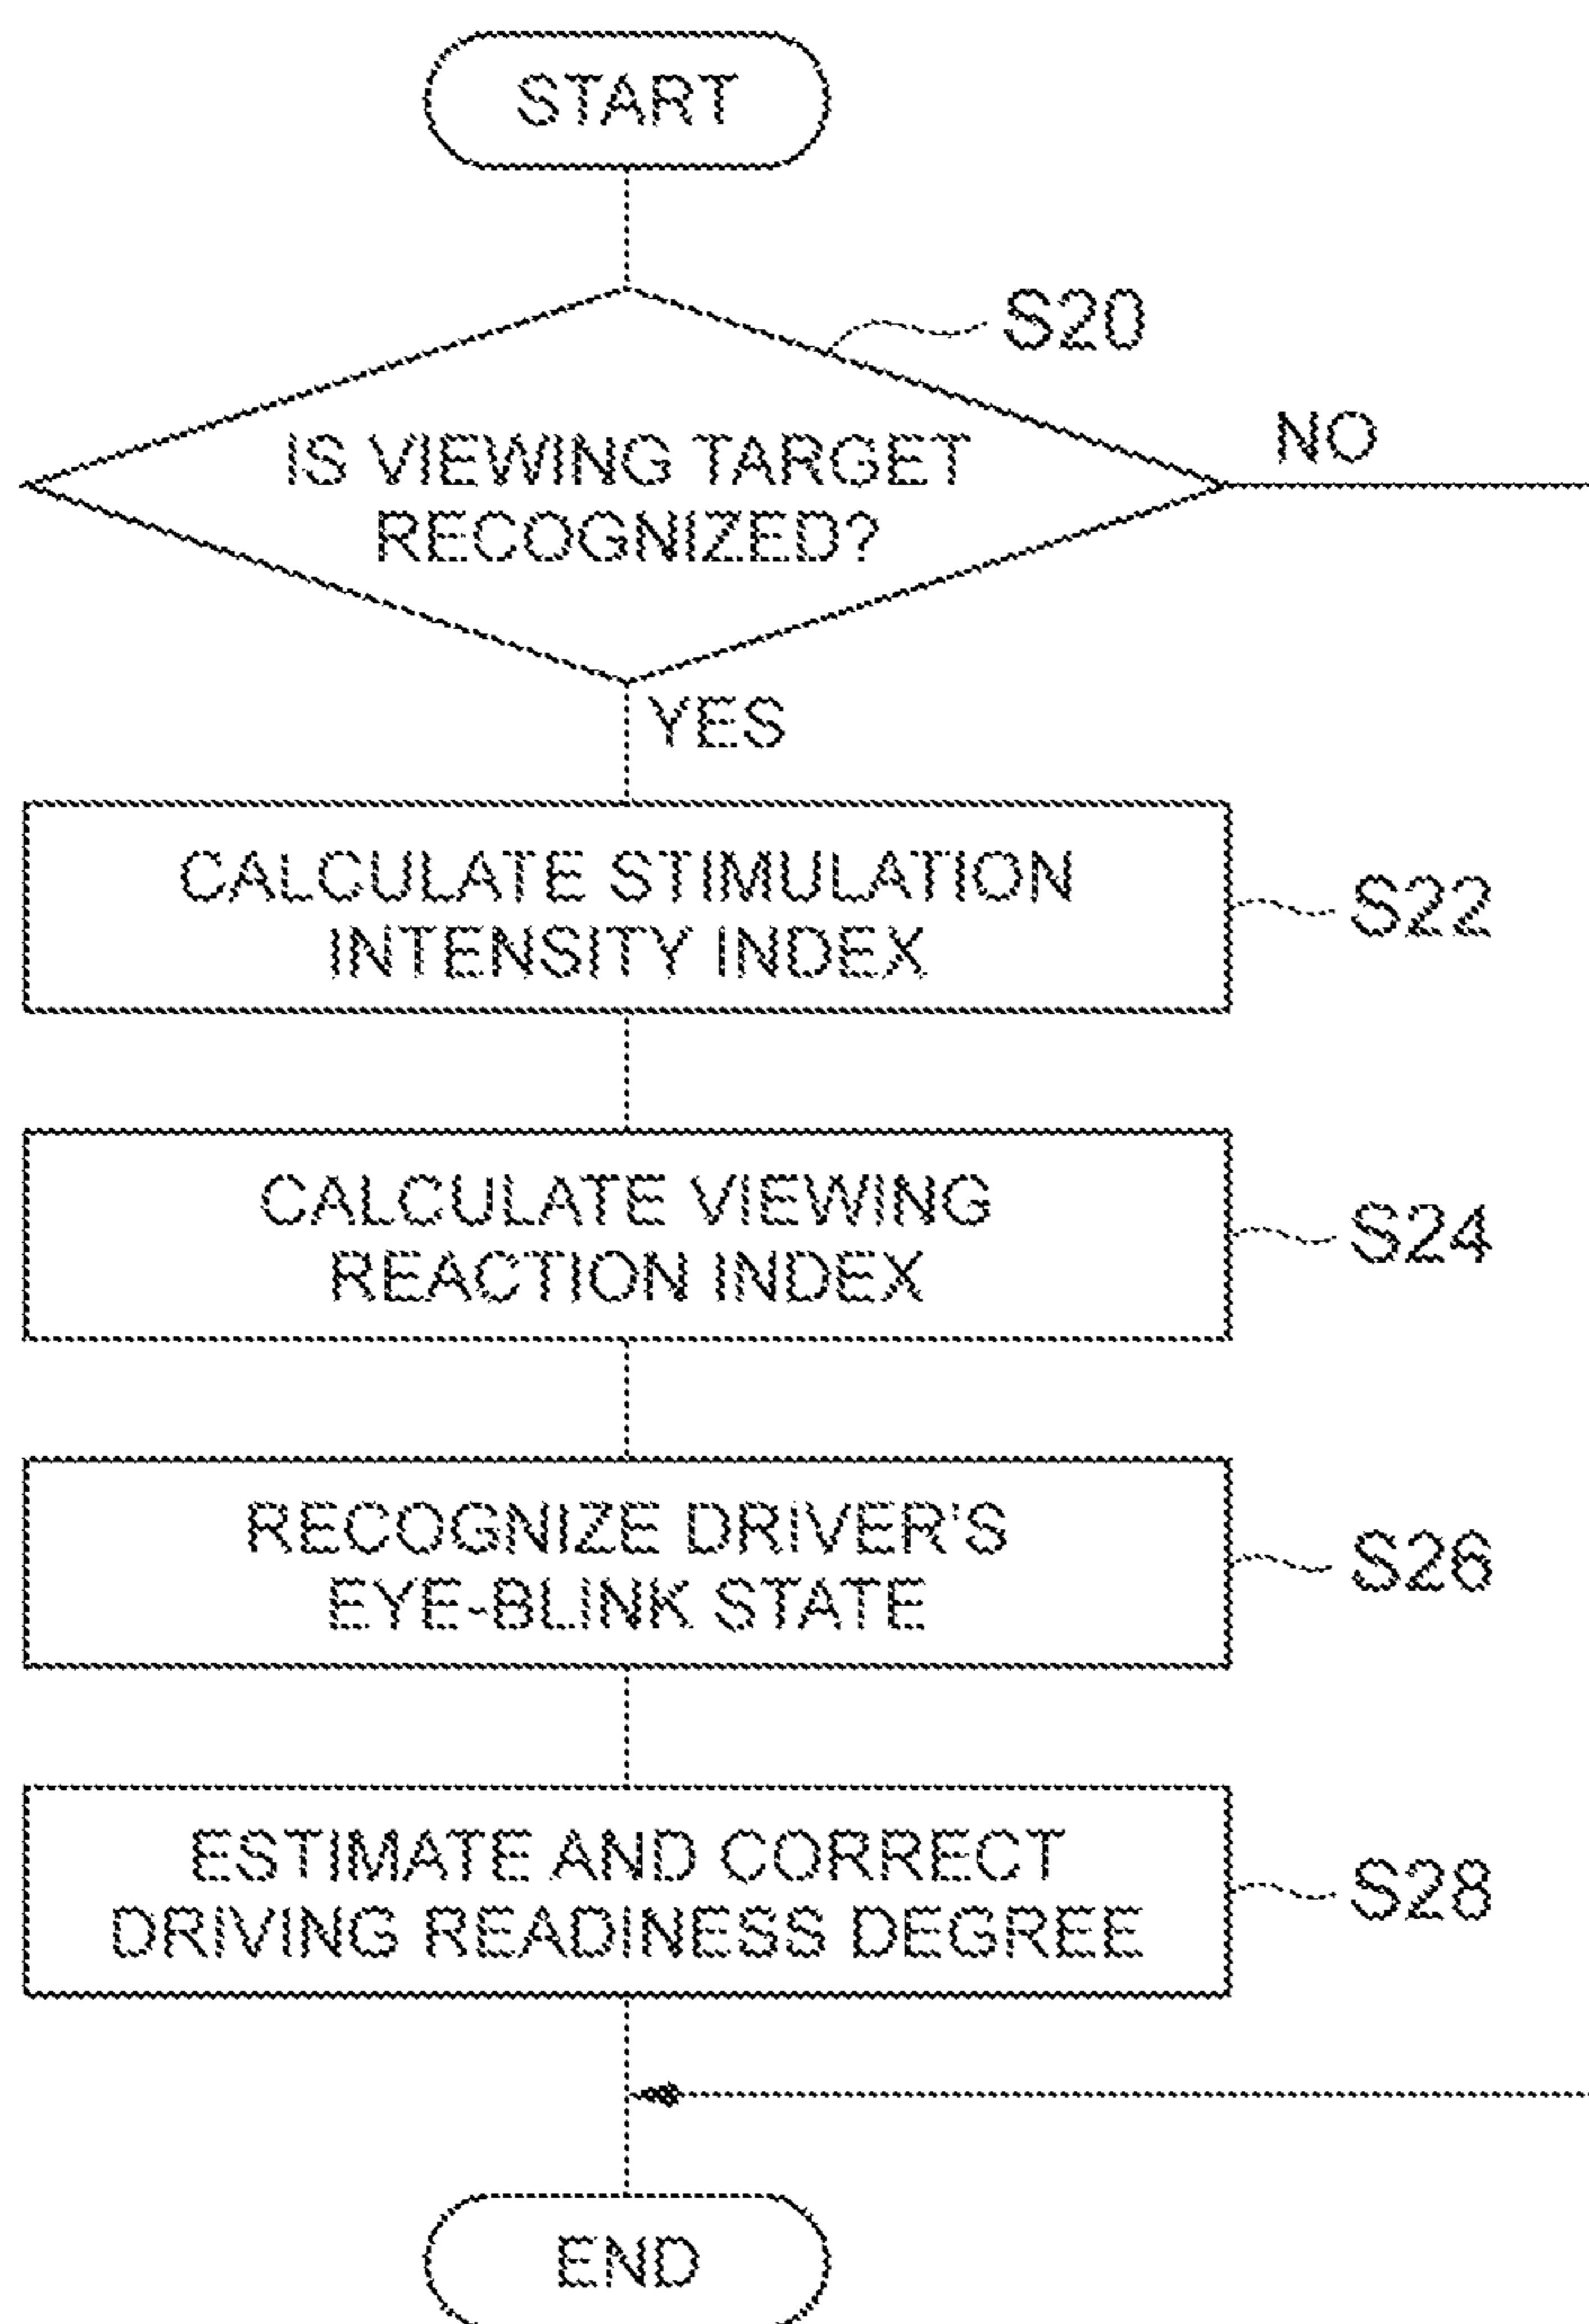 START
S20
NO
IS VIEWING TARGET
RECOGNIZED?
YES
CALCULATE STIMULATION
INTENSITY INDEX
S22
CALCULATE VIEWING
REACTION INDEX
S24
RECOGNIZE DRIVER'S
EYE-BLINK STATE
S26
ESTIMATE AND CORRECT
DRIVING READINESS DEGREE
S28
END